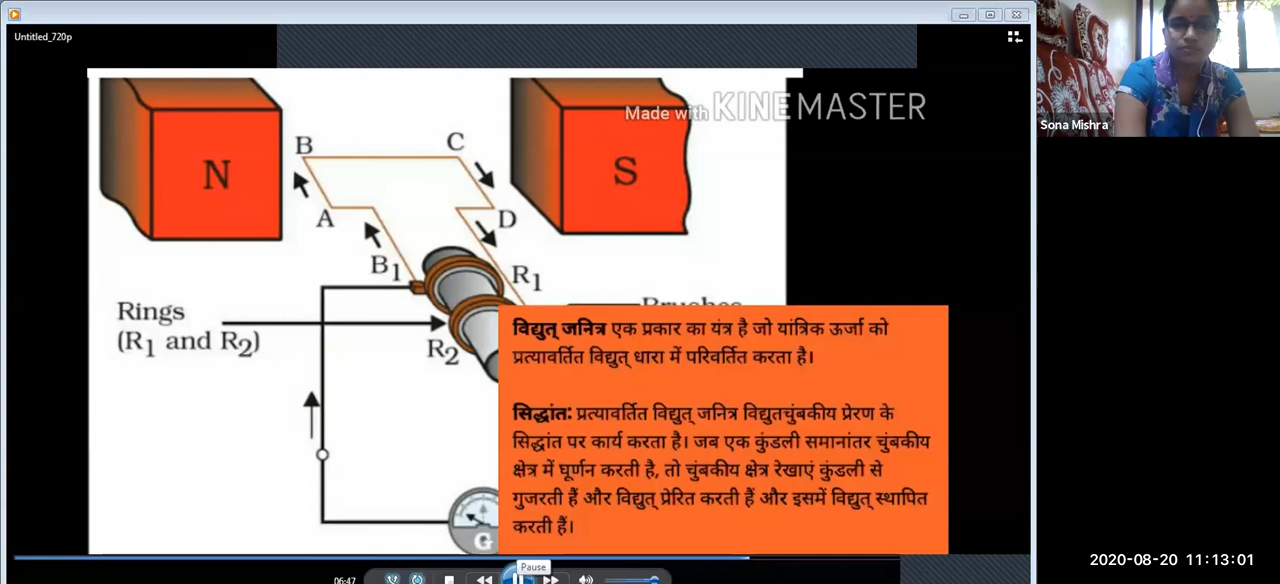 Untitled_720p
Made with KINEMASTER
Sona Mishra
N
S
B
C
A
D
B1
R1
Rings
(R1 and R2)
R2
Brushes
विद्युत् जनित्र एक प्रकार का यंत्र है जो यांत्रिक ऊर्जा को
प्रत्यावर्तित विद्युत् धारा में परिवर्तित करता है।
सिद्धांत: प्रत्यावर्तित विद्युत् जनित्र विद्युतचुंबकीय प्रेरण के
सिद्धांत पर कार्य करता है। जब एक कुंडली समानांतर चुंबकीय
क्षेत्र में घूर्णन करती है, तो चुंबकीय क्षेत्र रेखाएं कुंडली से
गुजरती हैं और विद्युत् प्रेरित करती हैं और इसमें विद्युत् स्थापित
करती हैं।
G
Pause
06:47
2020-08-20 11:13:01